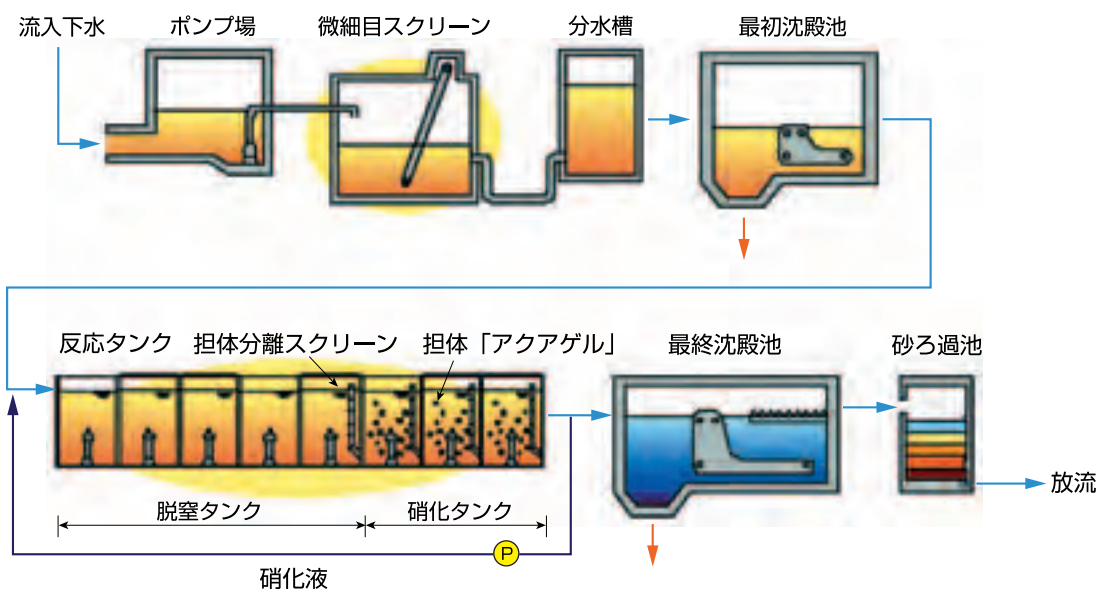 流入下水
ポンプ場
微細目スクリーン
分水槽
最初沈殿池
反応タンク
担体分離スクリーン
担体「アクアゲル」
最終沈殿池
砂ろ過池
放流
脱窒タンク
硝化タンク
P
硝化液